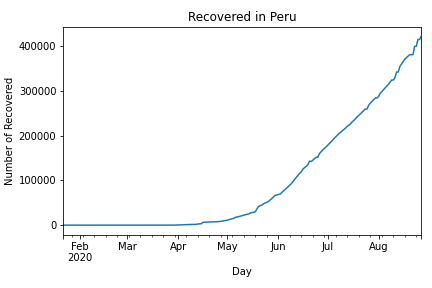 Recovered in Peru
400000
300000
200000
100000
0
Number of Recovered
Feb Mar Apr May Jun Jul Aug
2020
Day